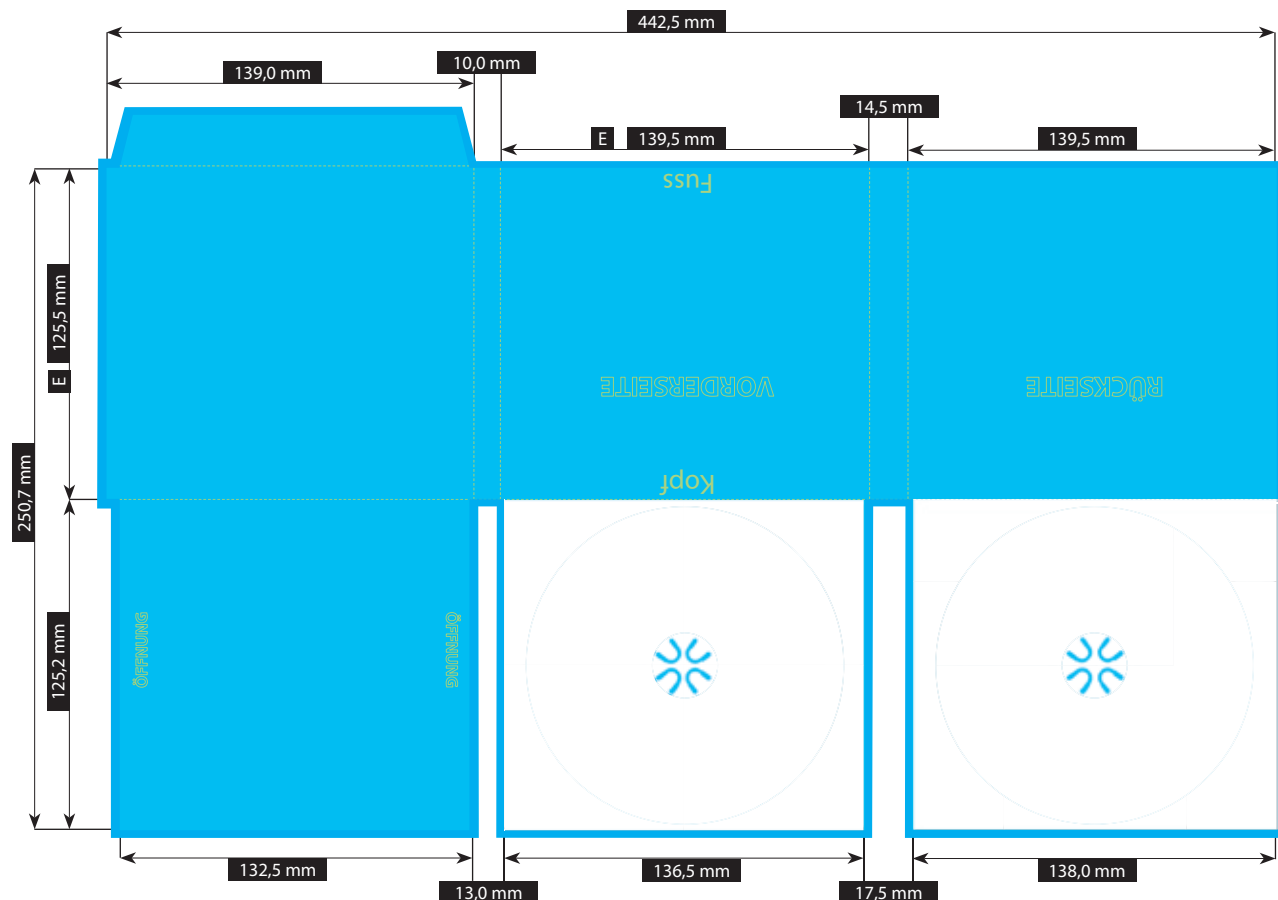 442,5 mm
10,0 mm
139,0 mm
14,5 mm
E 139,5 mm
139,5 mm
Fuss
125,5 mm
E
VORDERSEITE
RÜCKSEITE
Kopf
250,7 mm
125,2 mm
ÖFFNUNG
ÖFFNUNG
132,5 mm
136,5 mm
138,0 mm
13,0 mm
17,5 mm